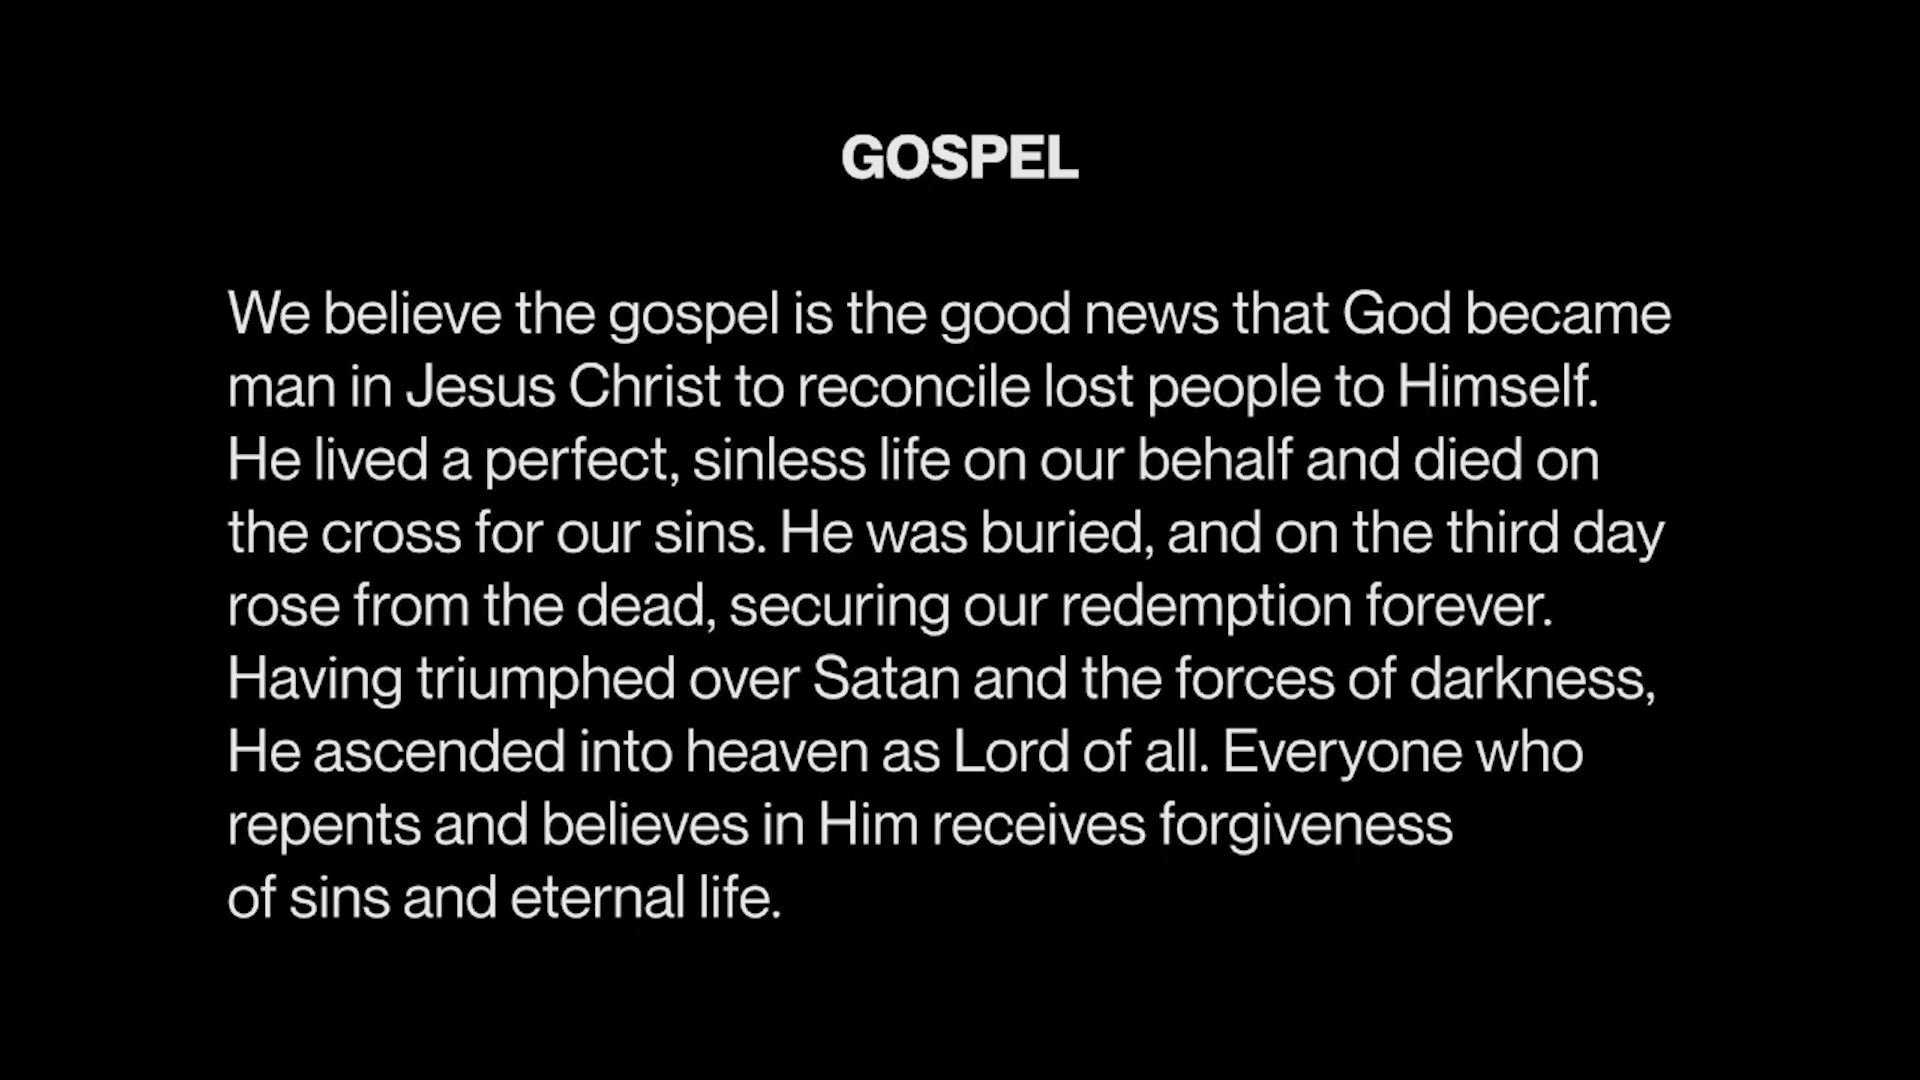 GOSPEL
We believe the gospel is the good news that God became
man in Jesus Christ to reconcile lost people to Himself.
He lived a perfect, sinless life on our behalf and died on
the cross for our sins. He was buried, and on the third day
rose from the dead, securing our redemption forever.
Having triumphed over Satan and the forces of darkness,
He ascended into heaven as Lord of all. Everyone who
repents and believes in Him receives forgiveness
of sins and eternal life.